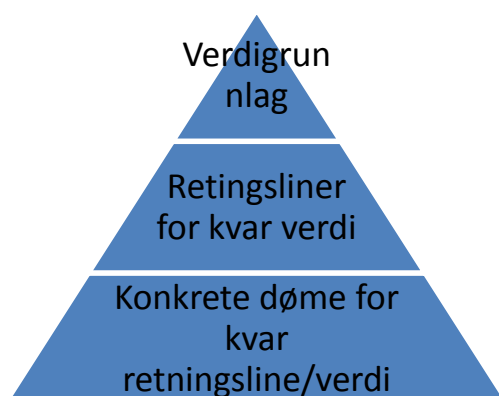 Verdigrun
nlag
Retingsliner
for kvar verdi
Konkrete døme for
kvar
retningsline/verdi